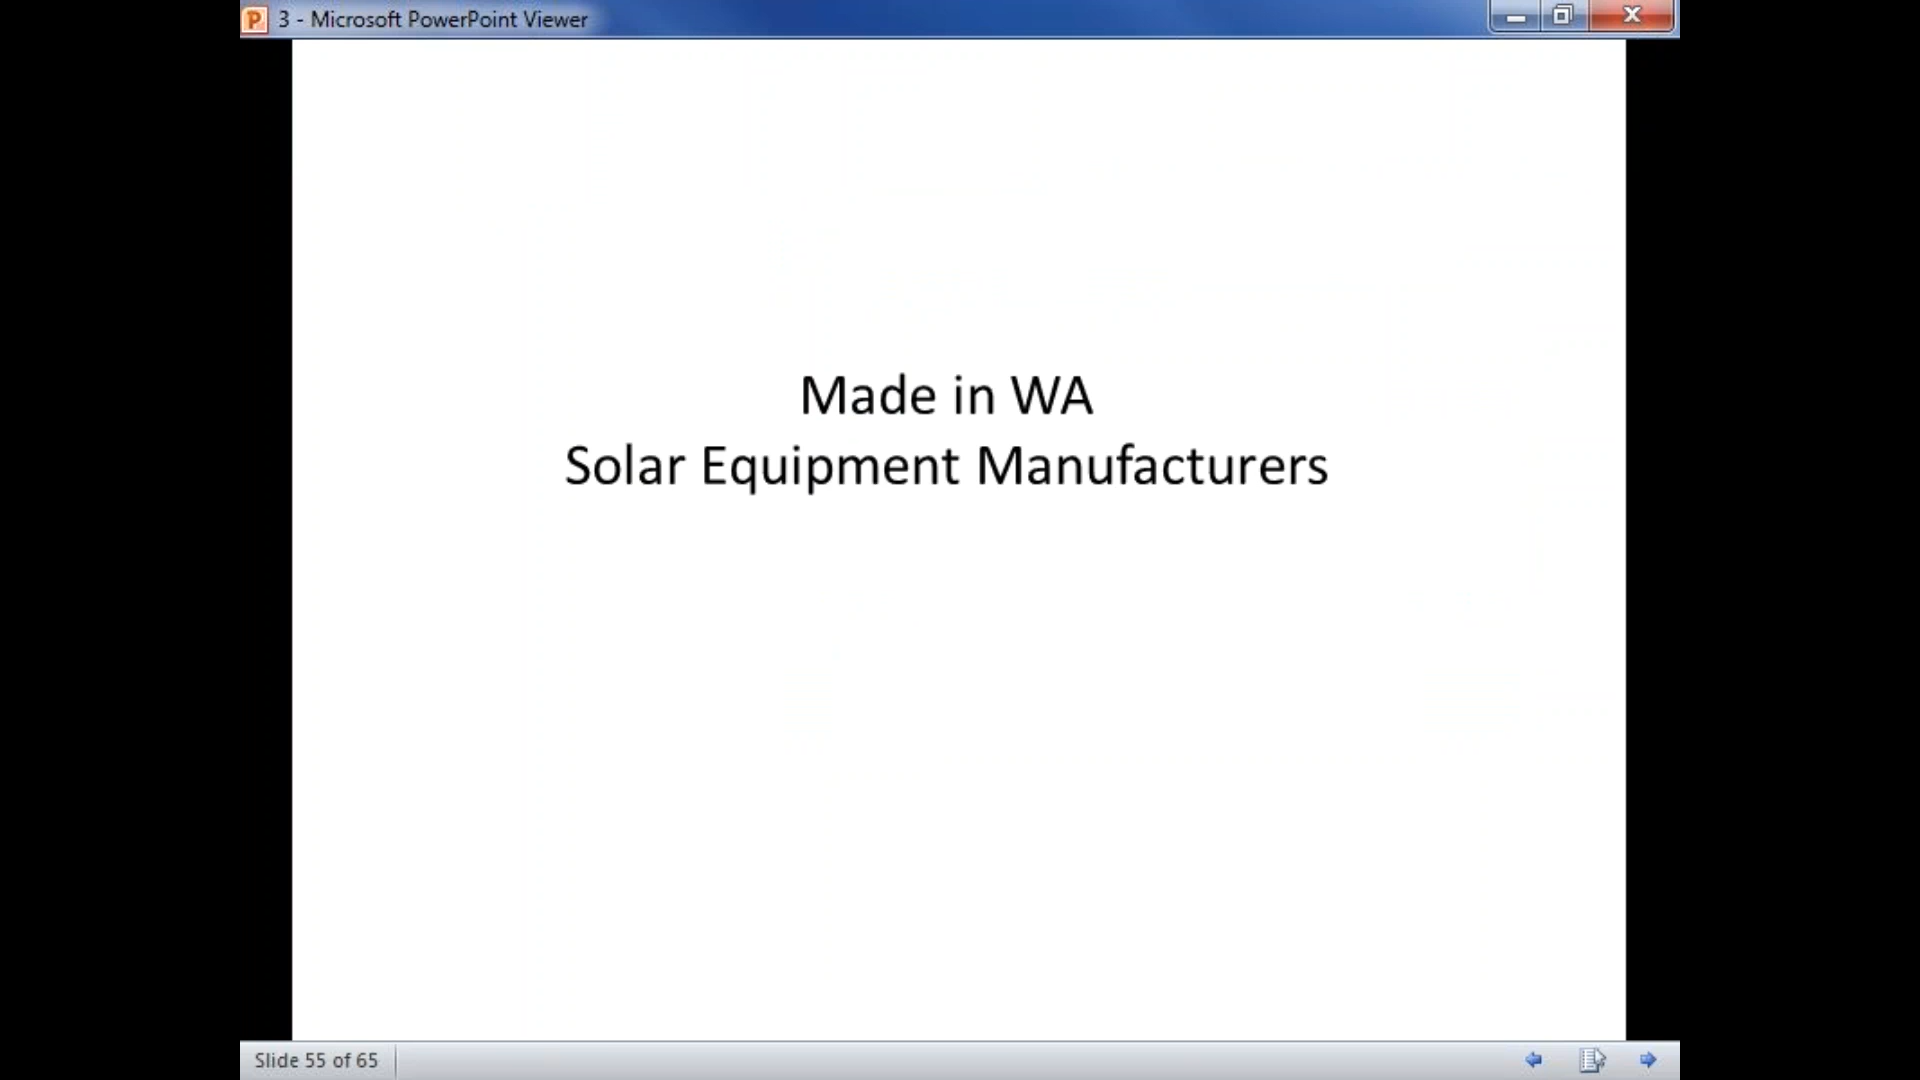 3 - Microsoft PowerPoint Viewer
Made in WA
Solar Equipment Manufacturers
Slide 55 of 65